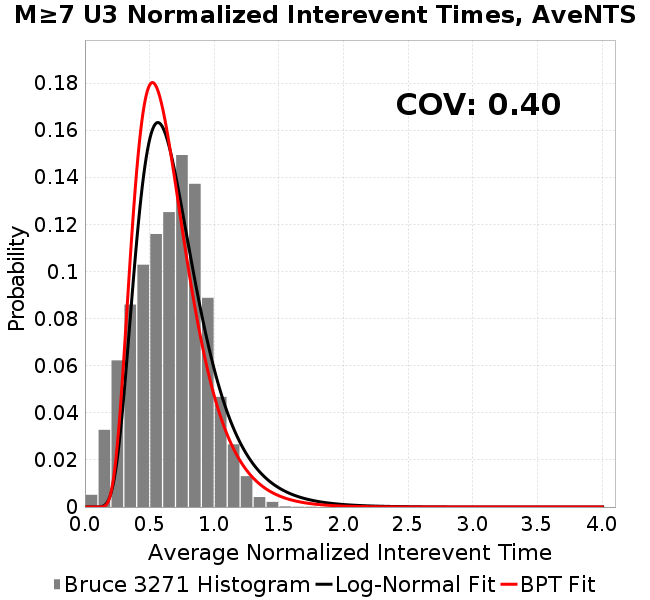 M≥7 U3 Normalized Interevent Times, AveNTS
COV: 0.40
Probability
0.18
0.16
0.14
0.12
0.1
0.08
0.06
0.04
0.02
0
0.0 0.5 1.0 1.5 2.0 2.5 3.0 3.5 4.0
Average Normalized Interevent Time
Bruce 3271 Histogram Log-Normal Fit BPT Fit